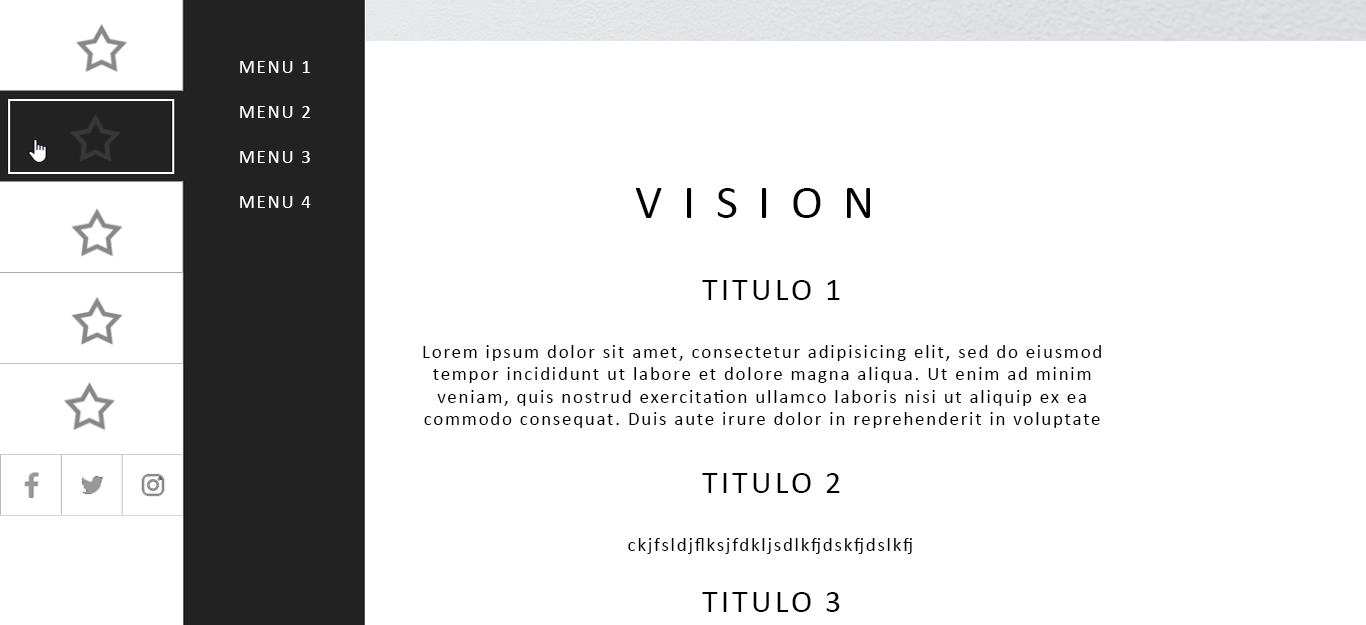 MENU 1
MENU 2
MENU 3
MENU 4
VISION
TITULO 1
Lorem ipsum dolor sit amet, consectetur adipisicing elit, sed do eiusmod
tempor incididunt ut labore et dolore magna aliqua. Ut enim ad minim
veniam, quis nostrud exercitation ullamco laboris nisi ut aliquip ex ea
commodo consequat. Duis aute irure dolor in reprehenderit in voluptate
TITULO 2
ckjfsldjflksjfdkljsdlkfjdskfjdslkfj
TITULO 3